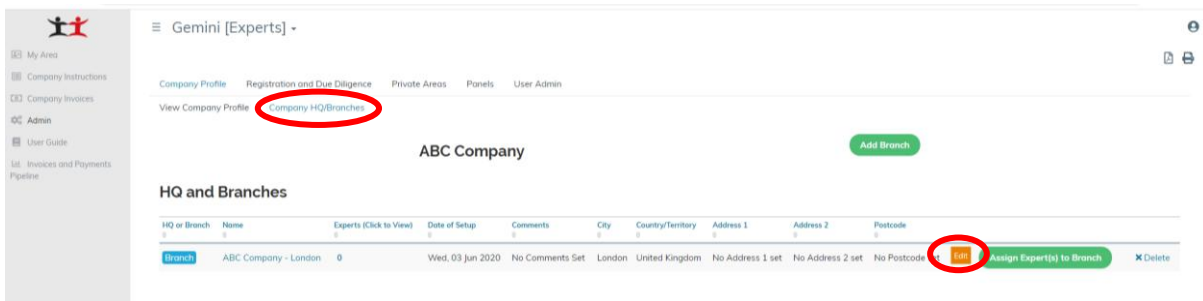 Gemini [Experts]
My Area
Company Instructions
Company Invoices
Admin
User Guide
Invoices and Payments
Pipeline
Company Profile Registration and Due Diligence Private Areas Panels User Admin
View Company Profile Company HQ/Branches
ABC Company Add Branch
HQ and Branches
HQ or Branch Name Experts (Click to View) Date of Setup Comments City Country/Territory Address 1 Address 2 Postcode
Branch ABC Company - London 0 Wed, 03 Jun 2020 No Comments Set London United Kingdom No Address 1 set No Address 2 set No Postcode Edit Assign Expert(s) to Branch Delete